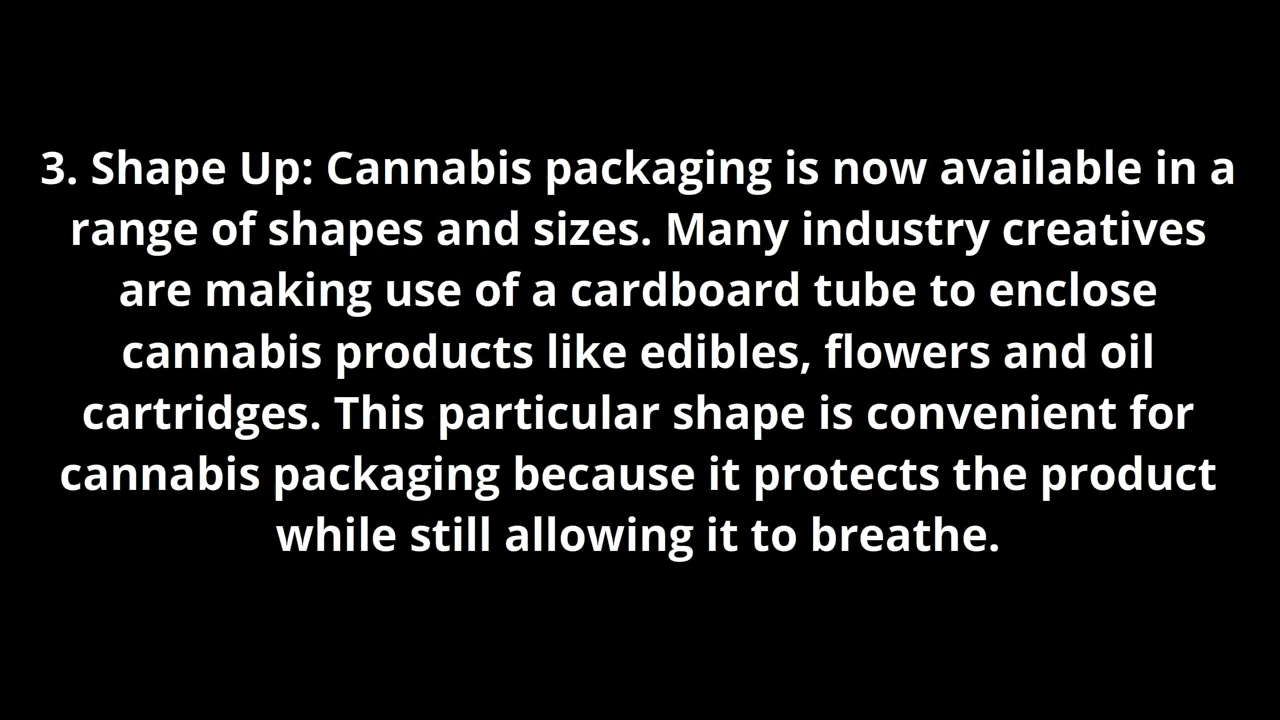 3. Shape Up: Cannabis packaging is now available in a
range of shapes and sizes. Many industry creatives
are making use of a cardboard tube to enclose
cannabis products like edibles, flowers and oil
cartridges. This particular shape is convenient for
cannabis packaging because it protects the product
while still allowing it to breathe.